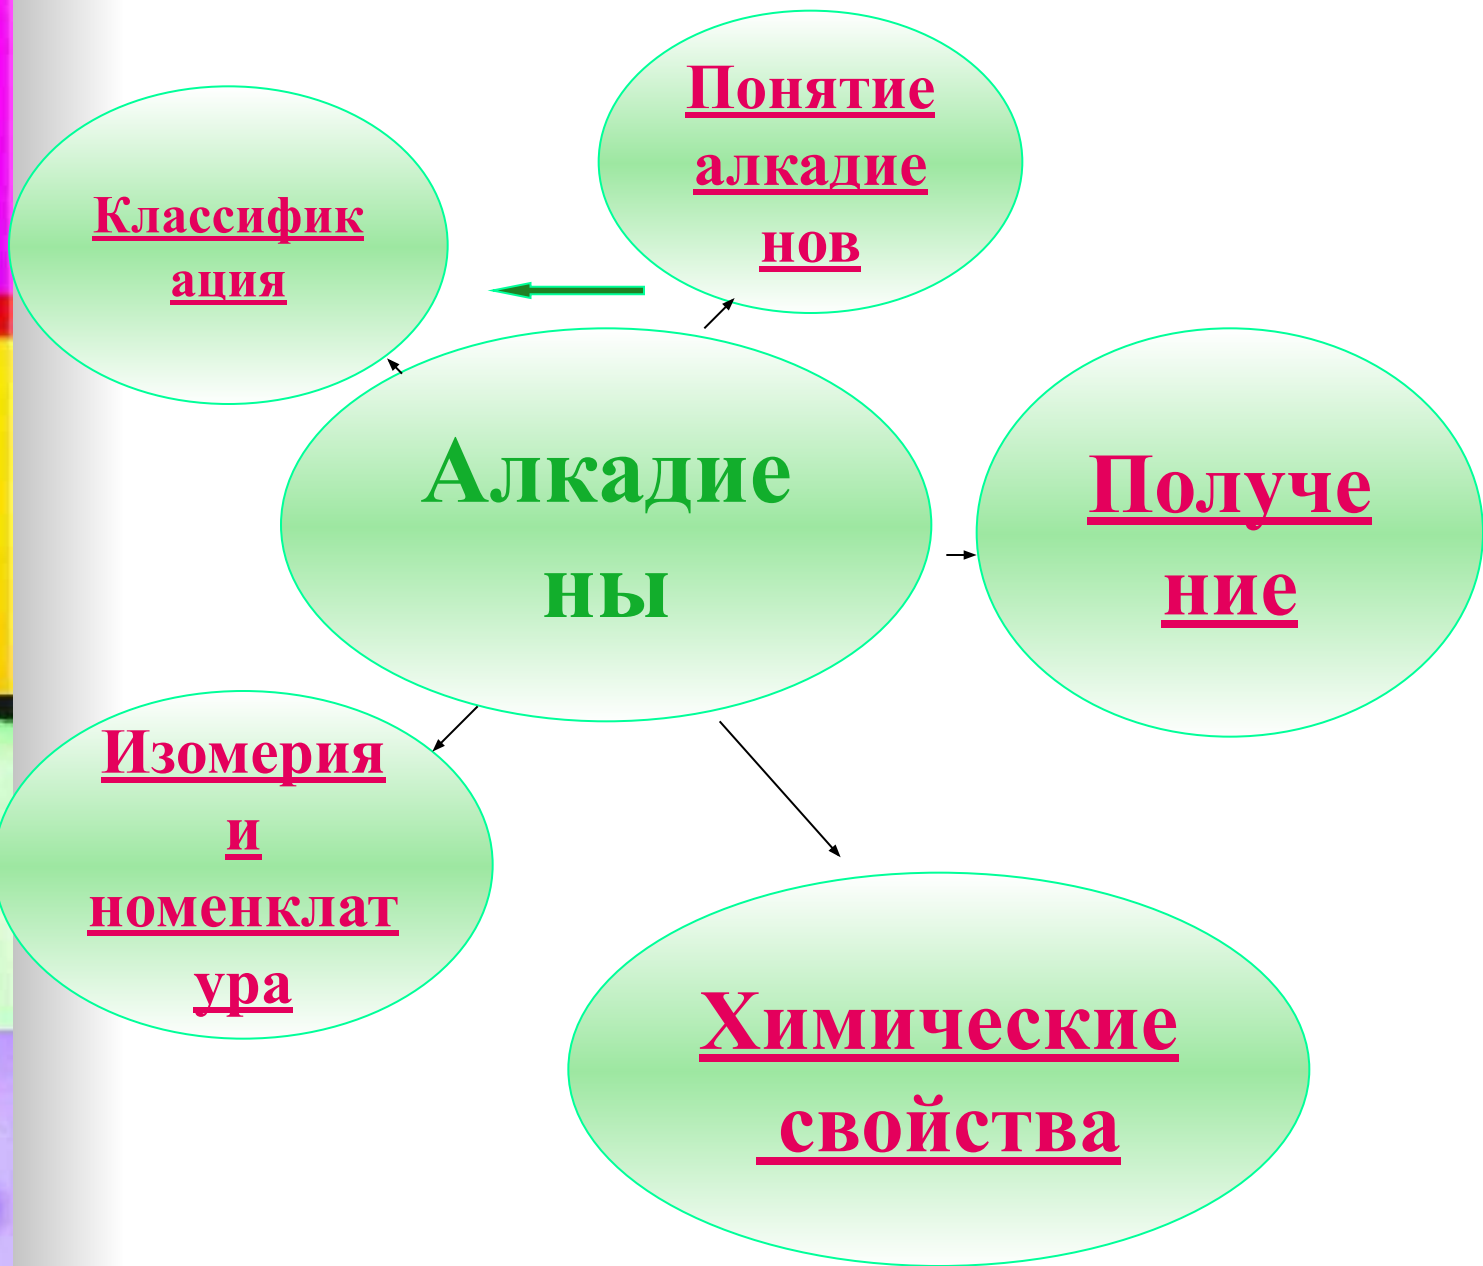 Понятие
алкадие
нов
Классифик
ация
Алкадие
ны
Получе
ние
Изомерия
и
номенклат
ура
Химические
свойства